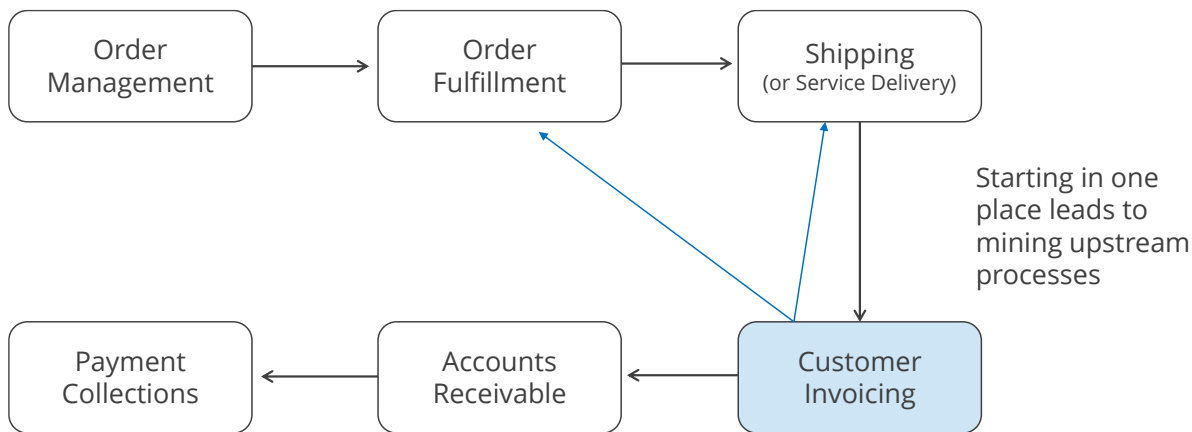 Order
Management
Order
Fulfillment
Shipping
(or Service Delivery)
Starting in one
place leads to
mining upstream
processes
Payment
Collections
Accounts
Receivable
Customer
Invoicing